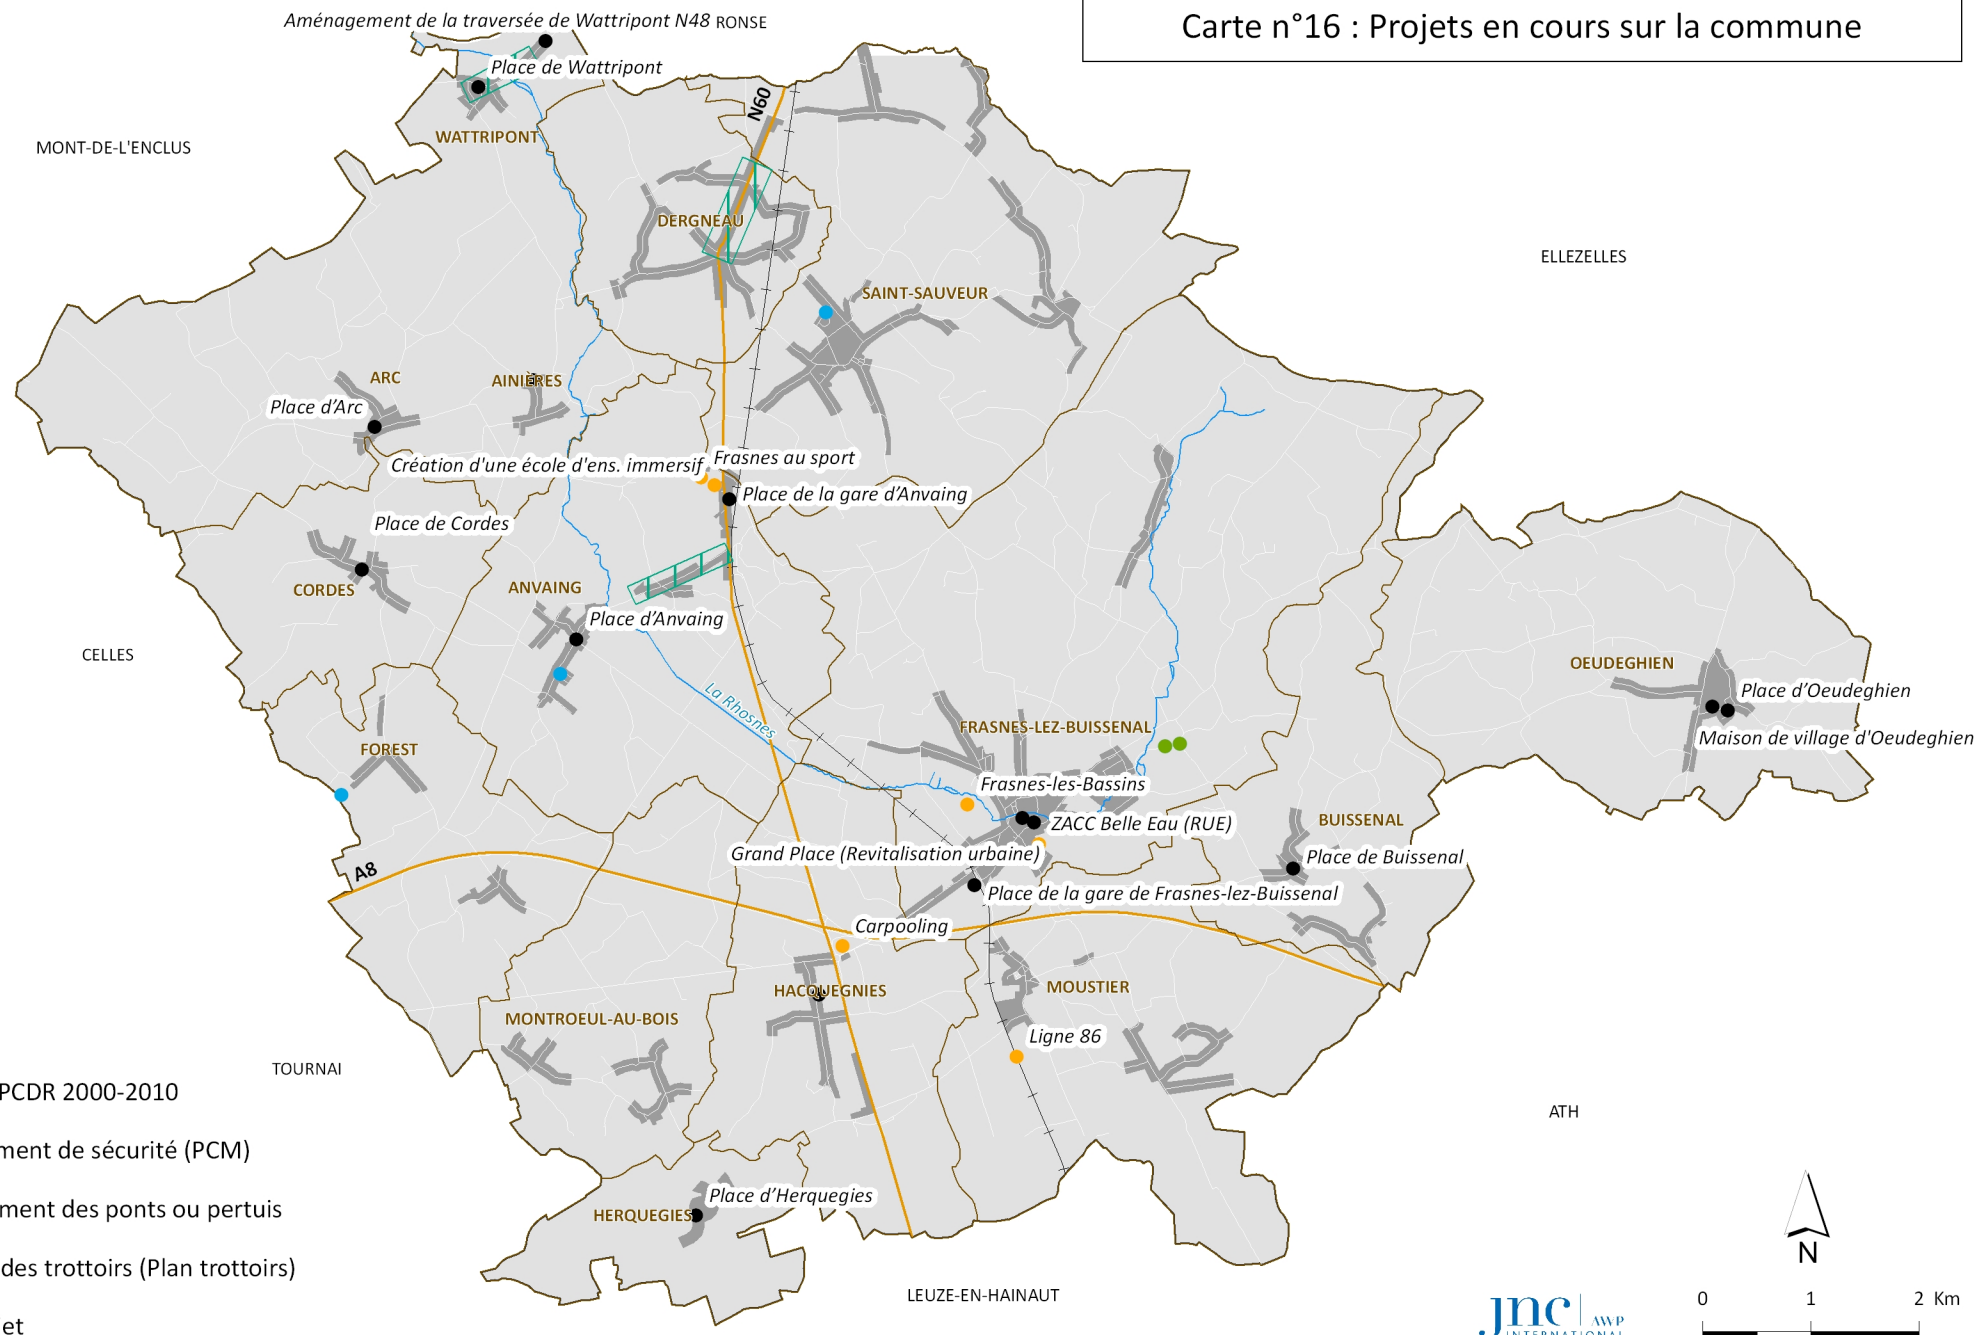 Aménagement de la traversée de Wattripont N48
RONSE
Carte n°16 : Projets en cours sur la commune
Place de Wattripont
N60
WATTRIPONT
MONT-DE-L'ENCLUS
DERGNEAU
ELLEZELLES
SAINT-SAUVEUR
ARC
AINIERES
Place d’Arc
Création d'une école d'ens. immersif
Frasnes au sport
Place de la gare d’Anvaing
Place de Cordes
CORDES
ANVAING
Place d’Anvaing
CELLES
OEUDEGHIEN
Place d’Oeudeghien
Maison de village d'Oeudeghien
La Rhosnes
FRASNES-LEZ-BUISSENAL
FOREST
Frasnes-les-Bassins
ZACC Belle Eau (RUE)
BUISSENAL
Grand Place (Revitalisation urbaine)
Place de Buissenal
A8
Place de la gare de Frasnes-lez-Buissenal
Carpooling
HACQUEGNIES
MOUSTIER
MONTROEUL-AU-BOIS
Ligne 86
TOURNAI
PCDR 2000-2010
ATH
ment de sécurité (PCM)
Place d’Herquegies
HERQUEGIES
ment des ponts ou pertuis
N
des trottoirs (Plan trottoirs)
LEUZE-EN-HAINAUT
0 1 2 Km
et
jnc AWP
INTERNATIONAL